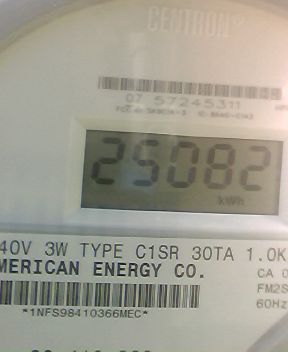 CENTRON®
07 57245311
25082
kWh
40V 3W TYPE C1SR 30TA 1.0K
MERICAN ENERGY CO.
CA 0
FM2S
60Hz
*1NFS98410366MEC*